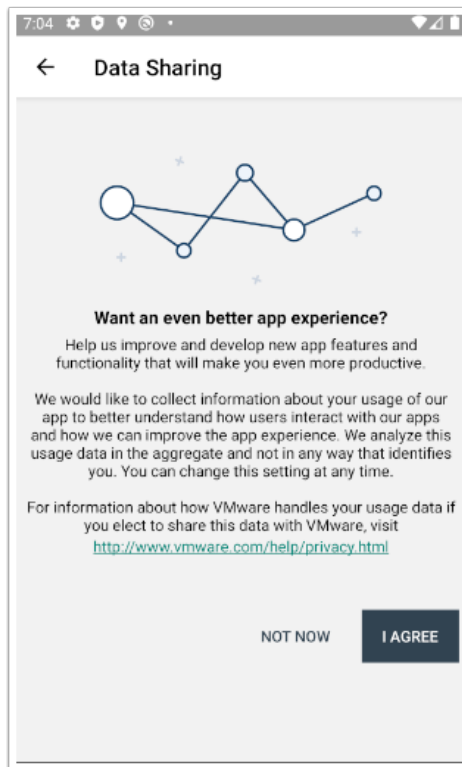 7:04
Data Sharing
Want an even better app experience?
Help us improve and develop new app features and
functionality that will make you even more productive.
We would like to collect information about your usage of our
app to better understand how users interact with our apps
and how we can improve the app experience. We analyze this
usage data in the aggregate and not in any way that identifies
you. You can change this setting at any time.
For information about how VMware handles your usage data if
you elect to share this data with VMware, visit
http://www.vmware.com/help/privacy.html
NOT NOW I AGREE